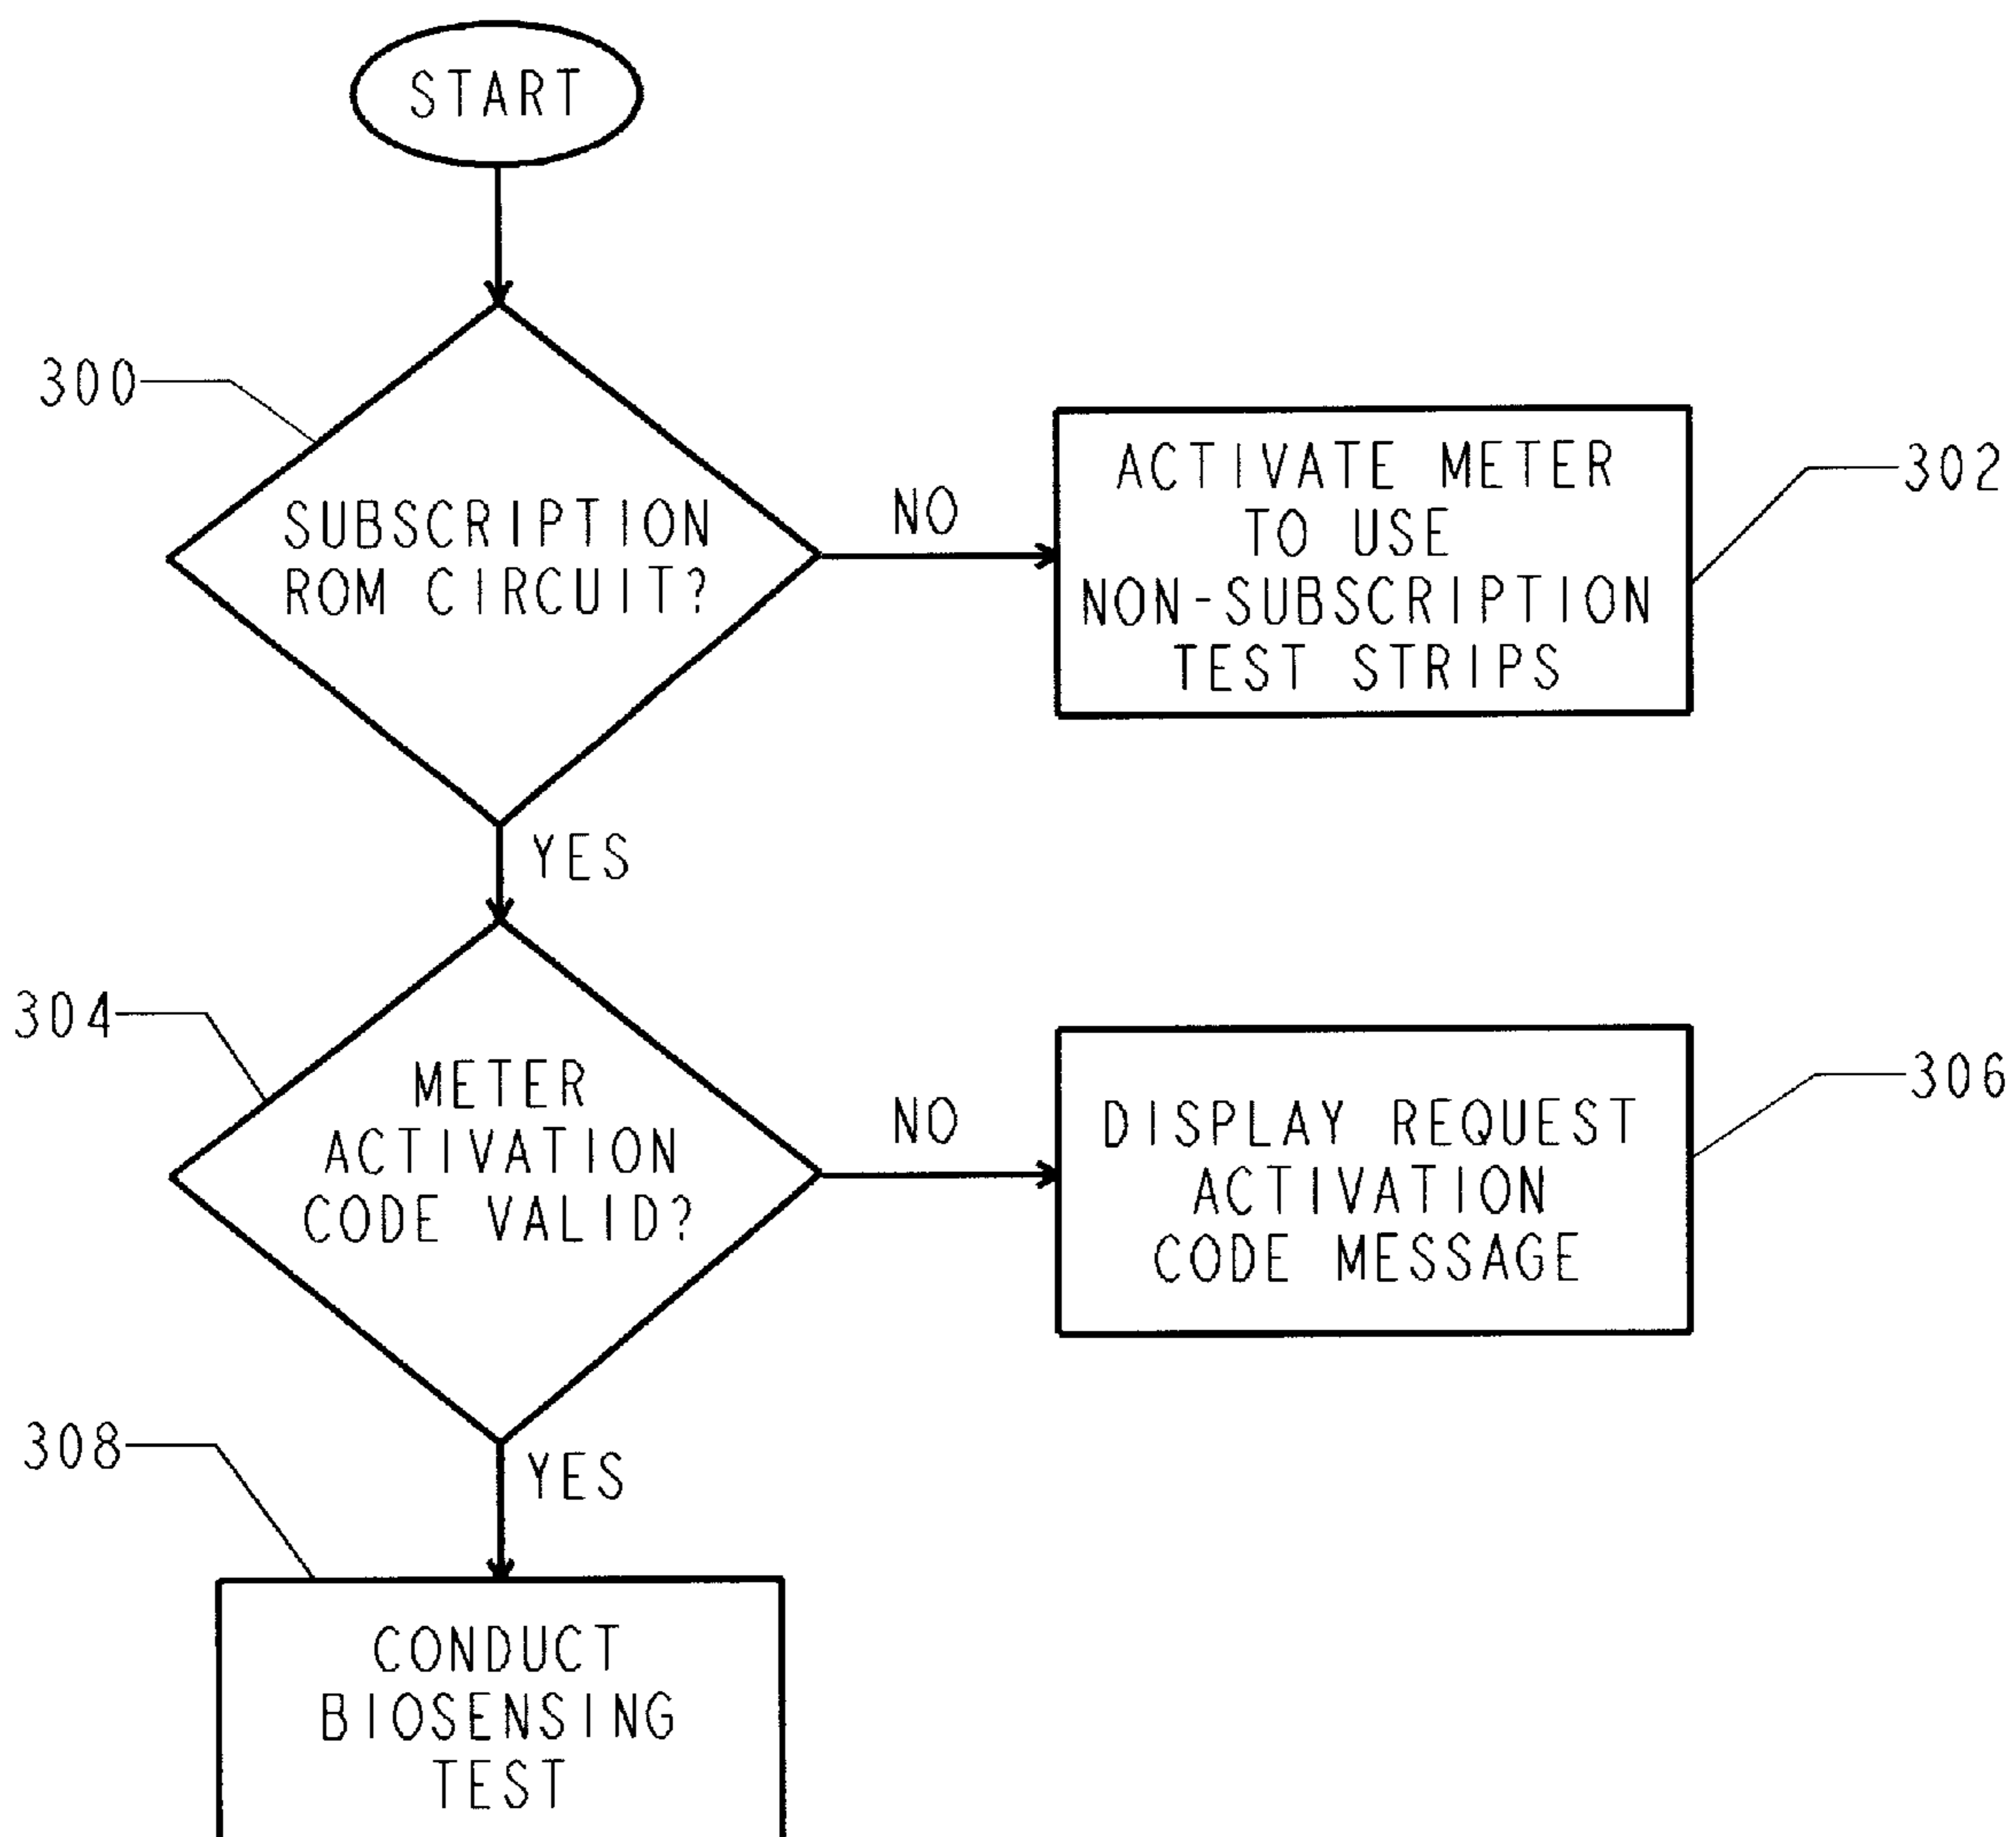 START
300
SUBSCRIPTION
ROM CIRCUIT?
NO
ACTIVATE METER
TO USE
NON-SUBSCRIPTION
TEST STRIPS
302
YES
304
METER
ACTIVATION
CODE VALID?
NO
DISPLAY REQUEST
ACTIVATION
CODE MESSAGE
306
YES
308
CONDUCT
BIOSENSING
TEST